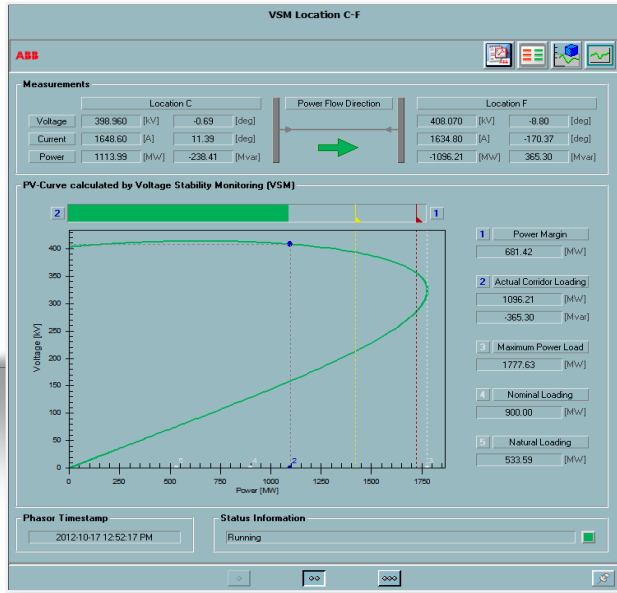 VSM Location C-F
ABB
Measurements
Location C
Power Flow Direction
Location F
Voltage 398.960 [kV] -0.69 [deg] 408.070 [kV] -8.80 [deg]
Current 1648.60 [A] 11.39 [deg] 1634.80 [A] -170.37 [deg]
Power 1113.99 [MW] -238.41 [Mvar] -1096.21 [MW] 365.30 [Mvar]
PV-Curve calculated by Voltage Stability Monitoring (VSM)
2 1
400
350
300
250
200
150
100
50
0
Voltage [kV]
5 4 2 3
0 250 500 750 1000 1250 1500 1750
Power [MW]
1 Power Margin
681.42 [MW]
2 Actual Corridor Loading
1096.21 [MW]
-365.30 [Mvar]
3 Maximum Power Load
1777.63 [MW]
4 Nominal Loading
900.00 [MW]
5 Natural Loading
533.59 [MW]
Phasor Timestamp
2012-10-17 12:52:17 PM
Status Information
Running